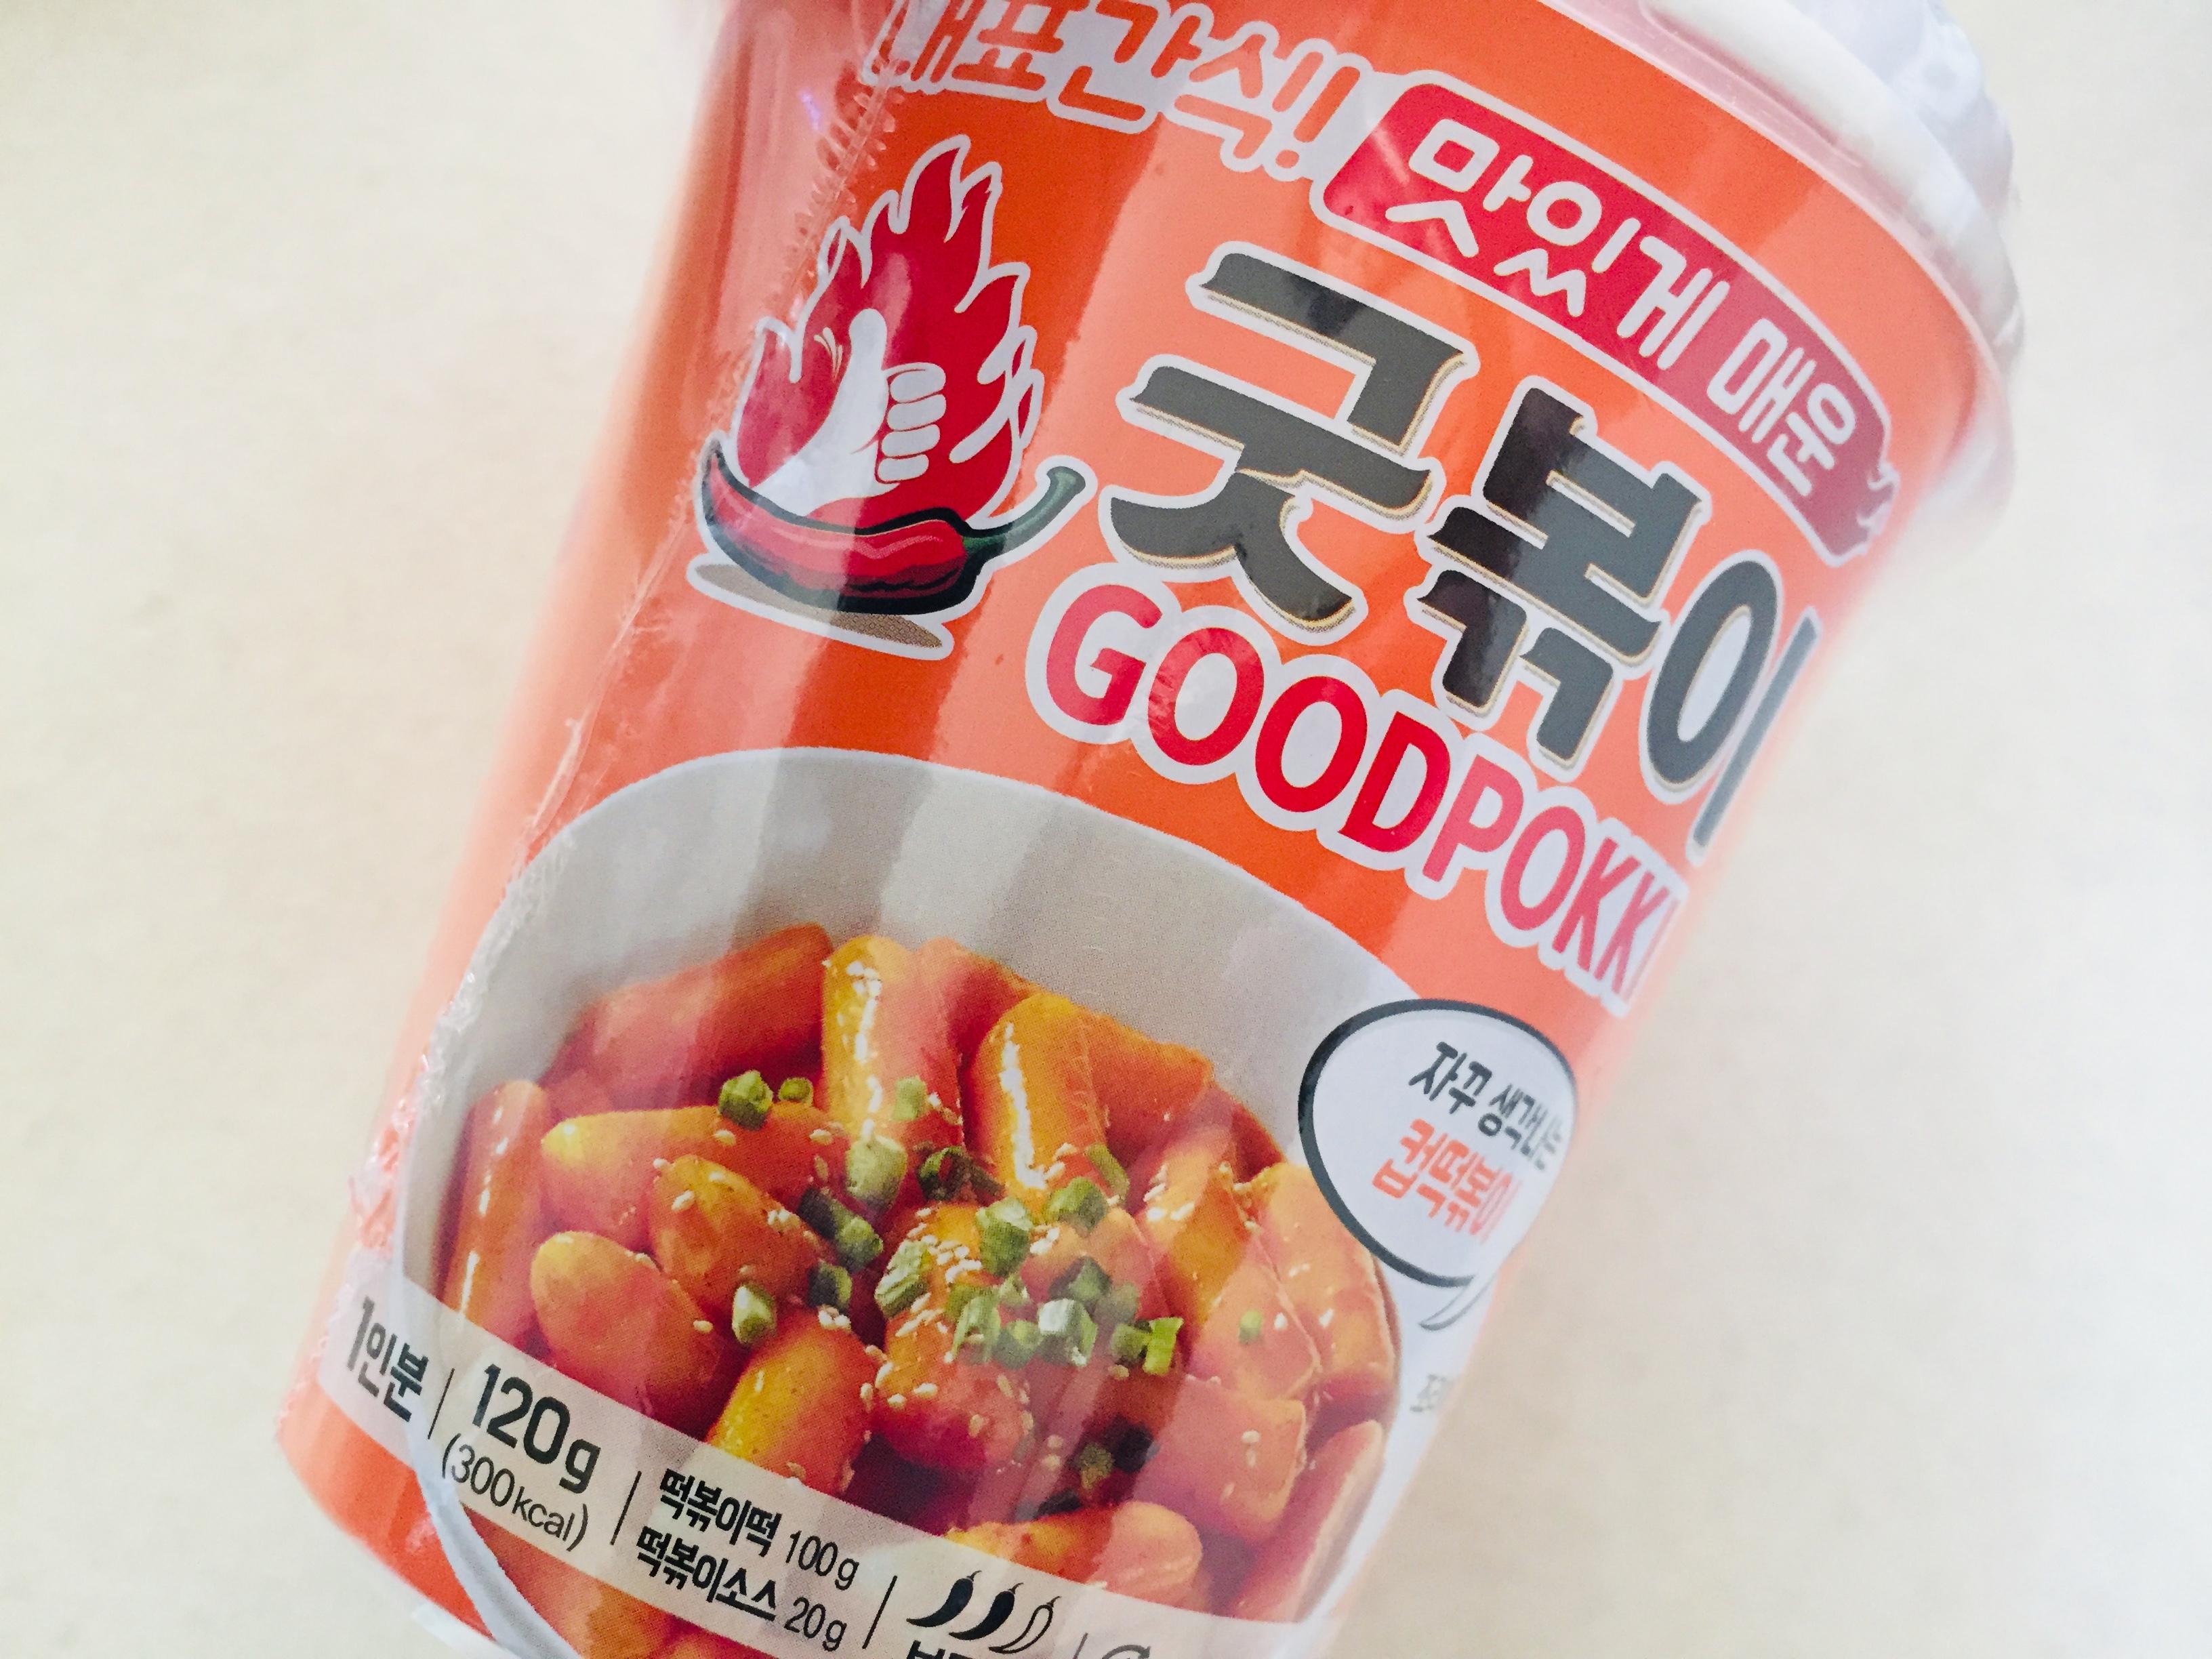 대표간식!!
맛있게 매운
굿볶이
GOODPOKKI
자꾸 생각나는
컵떡볶이
1인분
120g
(300kcal)
떡볶이떡 100g
떡볶이소스 20g